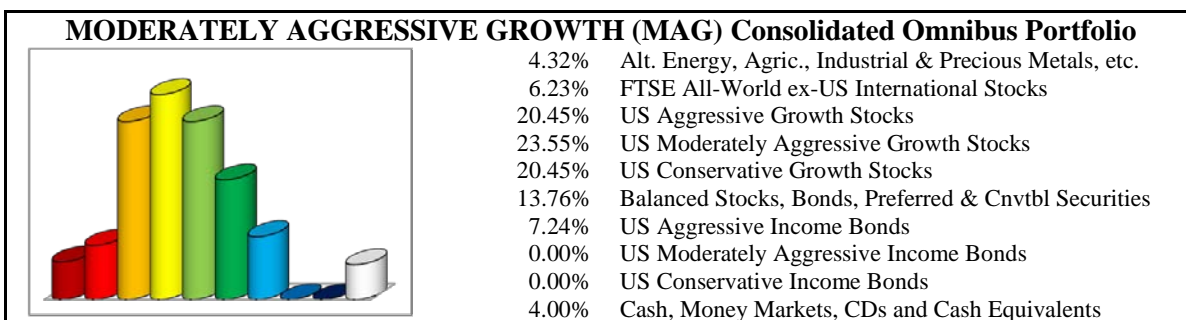 MODERATELY AGGRESSIVE GROWTH (MAG) Consolidated Omnibus Portfolio
4.32% Alt. Energy, Agric., Industrial & Precious Metals, etc.
6.23% FTSE All-World ex-US International Stocks
20.45% US Aggressive Growth Stocks
23.55% US Moderately Aggressive Growth Stocks
20.45% US Conservative Growth Stocks
13.76% Balanced Stocks, Bonds, Preferred & Cnvtbl Securities
7.24% US Aggressive Income Bonds
0.00% US Moderately Aggressive Income Bonds
0.00% US Conservative Income Bonds
4.00% Cash, Money Markets, CDs and Cash Equivalents